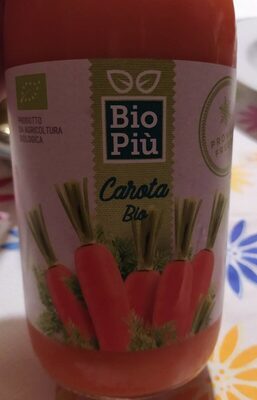 PRODOTTO
DA AGRICOLTURA
BIOLOGICA
Bio
Più
Carota
Bio